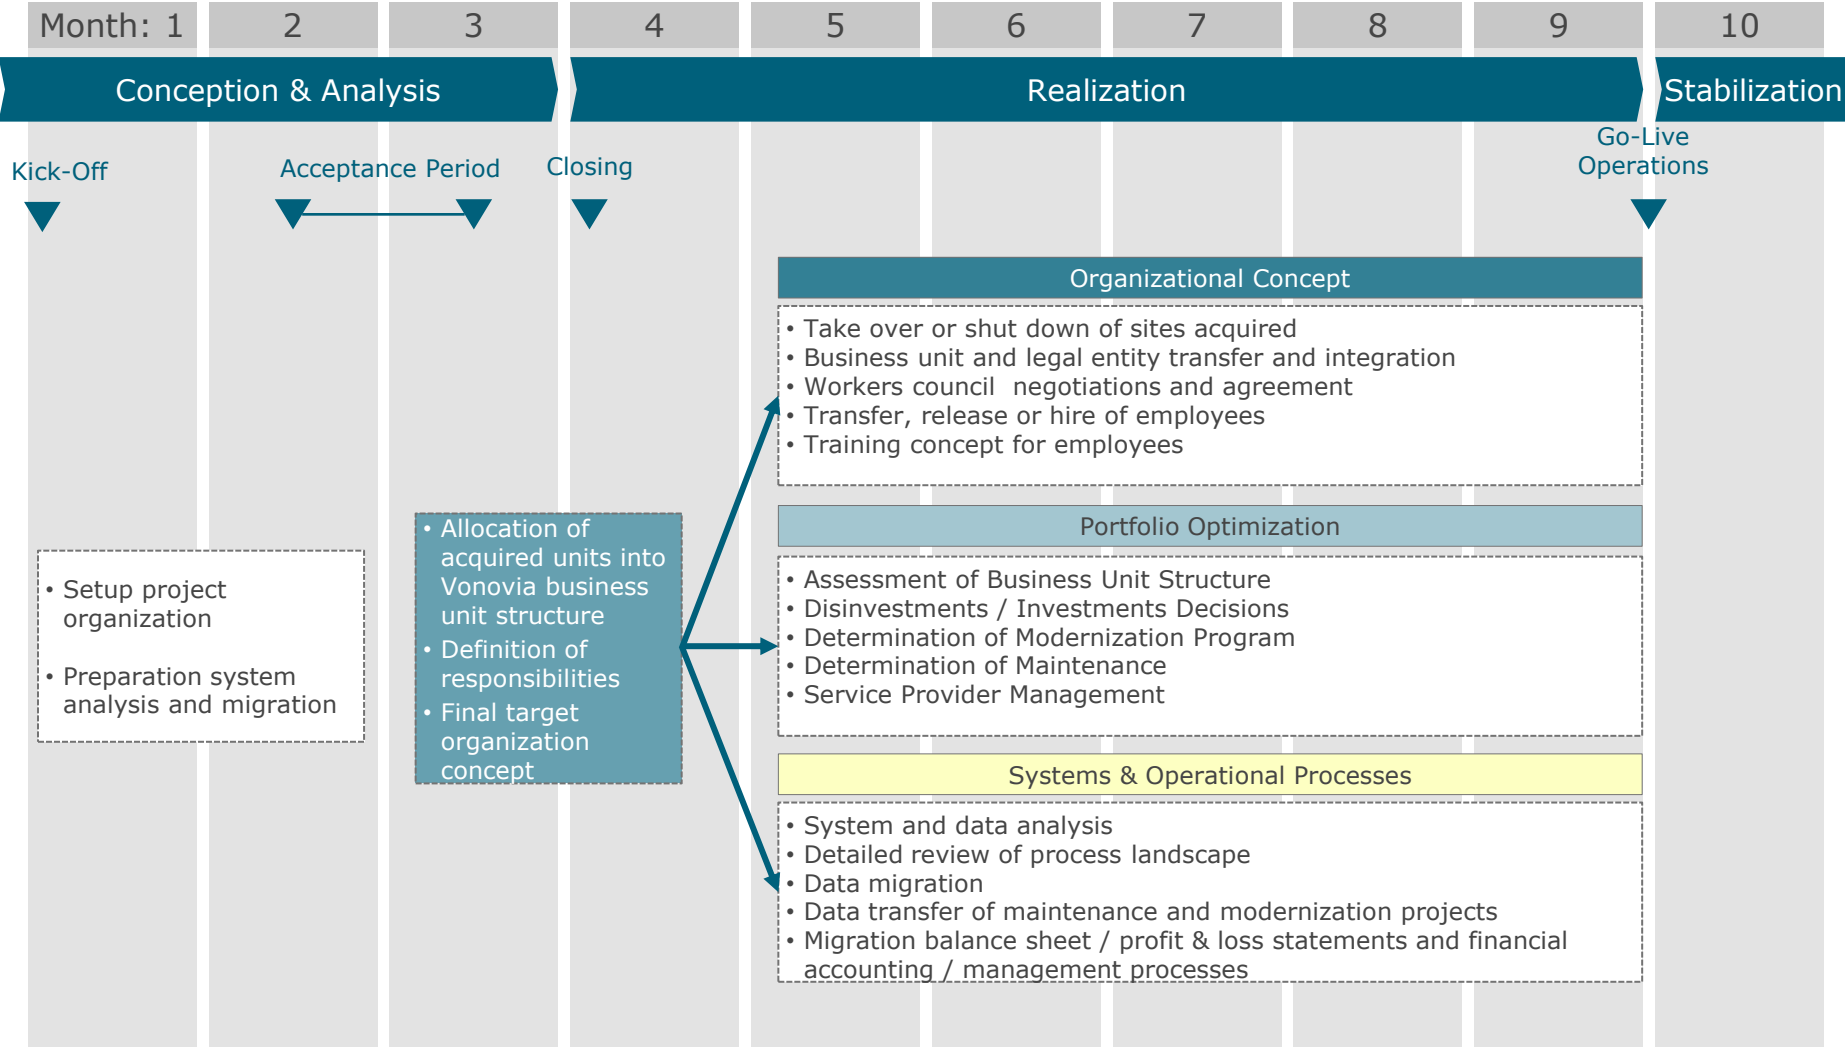 Month: 1 2 3 4 5 6 7 8 9 10
Conception & Analysis
Realization
Stabilization
Kick-Off
Acceptance Period
Closing
Go-Live
Operations
• Setup project
organization
• Preparation system
analysis and migration
• Allocation of
acquired units into
Vonovia business
unit structure
• Definition of
responsibilities
• Final target
organization
concept
Organizational Concept
• Take over or shut down of sites acquired
• Business unit and legal entity transfer and integration
• Workers council  negotiations and agreement
• Transfer, release or hire of employees
• Training concept for employees
Portfolio Optimization
• Assessment of Business Unit Structure
• Disinvestments / Investments Decisions
• Determination of Modernization Program
• Determination of Maintenance
• Service Provider Management
Systems & Operational Processes
• System and data analysis
• Detailed review of process landscape
• Data migration
• Data transfer of maintenance and modernization projects
• Migration balance sheet / profit & loss statements and financial
accounting / management processes